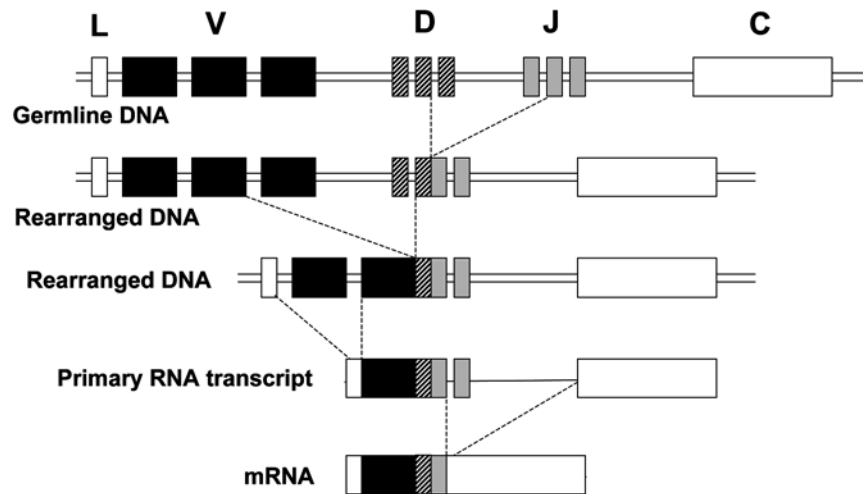 L V D J C
Germline DNA
Rearranged DNA
Rearranged DNA
Primary RNA transcript
mRNA